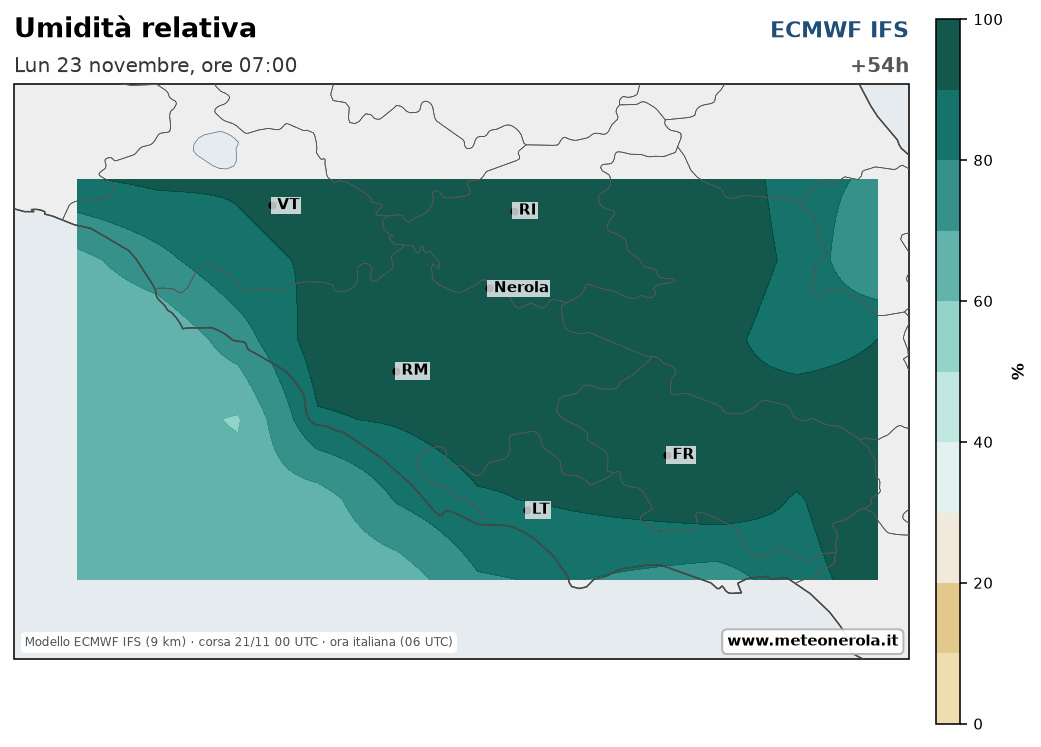 Umidità relativa
ECMWF IFS
Lun 23 novembre, ore 07:00
+54h
100
80
60
40
20
0
%
VT
RI
Nerola
RM
FR
LT
Modello ECMWF IFS (9 km) · corsa 21/11 00 UTC · ora italiana (06 UTC)
www.meteonerola.it